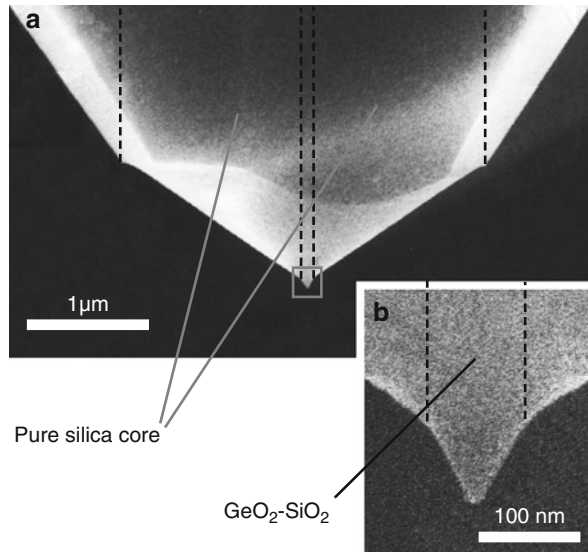 a
1μm
b
Pure silica core
GeO₂-SiO₂
100 nm